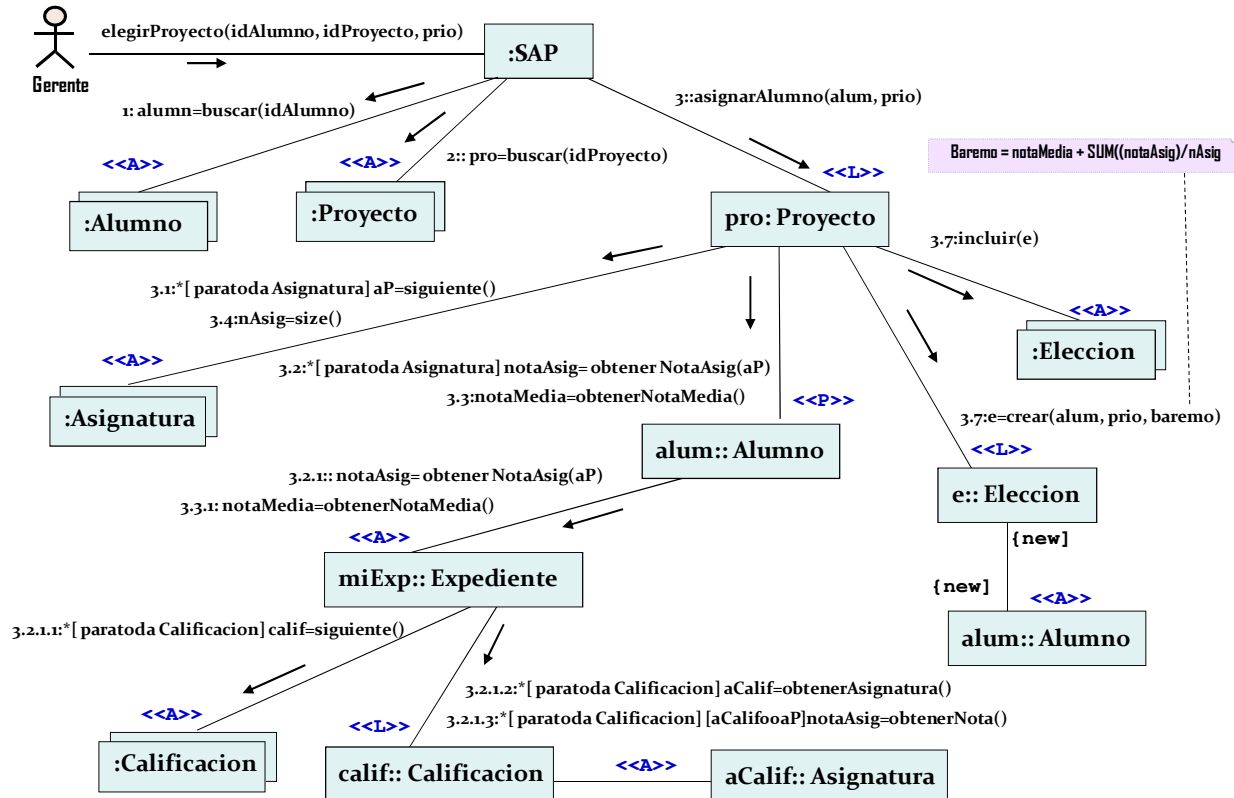 elegirProyecto(idAlumno, idProyecto, prio)
:SAP
Gerente
1: alumn=buscar(idAlumno)
3::asignarAlumno(alum, prio)
<<A>>
<<A>>
2:: pro=buscar(idProyecto)
<<L>>
Baremo = notaMedia + SUM((notaAsig)/nAsig
:Alumno
:Proyecto
pro: Proyecto
3.7:incluir(e)
3.1:*[ paratoda Asignatura] aP=siguiente()
3.4:nAsig=size()
<<A>>
<<A>>
:Eleccion
3.2:*[ paratoda Asignatura] notaAsig= obtener NotaAsig(aP)
3.3:notaMedia=obtenerNotaMedia()
<<P>>
:Asignatura
3.7:e=crear(alum, prio, baremo)
alum:: Alumno
<<L>>
3.2.1:: notaAsig= obtener NotaAsig(aP)
3.3.1: notaMedia=obtenerNotaMedia()
e:: Eleccion
<<A>>
{new]
miExp:: Expediente
{new]
<<A>>
3.2.1.1:*[ paratoda Calificacion] calif=siguiente()
alum:: Alumno
3.2.1.2:*[ paratoda Calificacion] aCalif=obtenerAsignatura()
<<A>>
<<L>>
3.2.1.3:*[ paratoda Calificacion] [aCalifooaP]notaAsig=obtenerNota()
:Calificacion
calif:: Calificacion
<<A>>
aCalif:: Asignatura